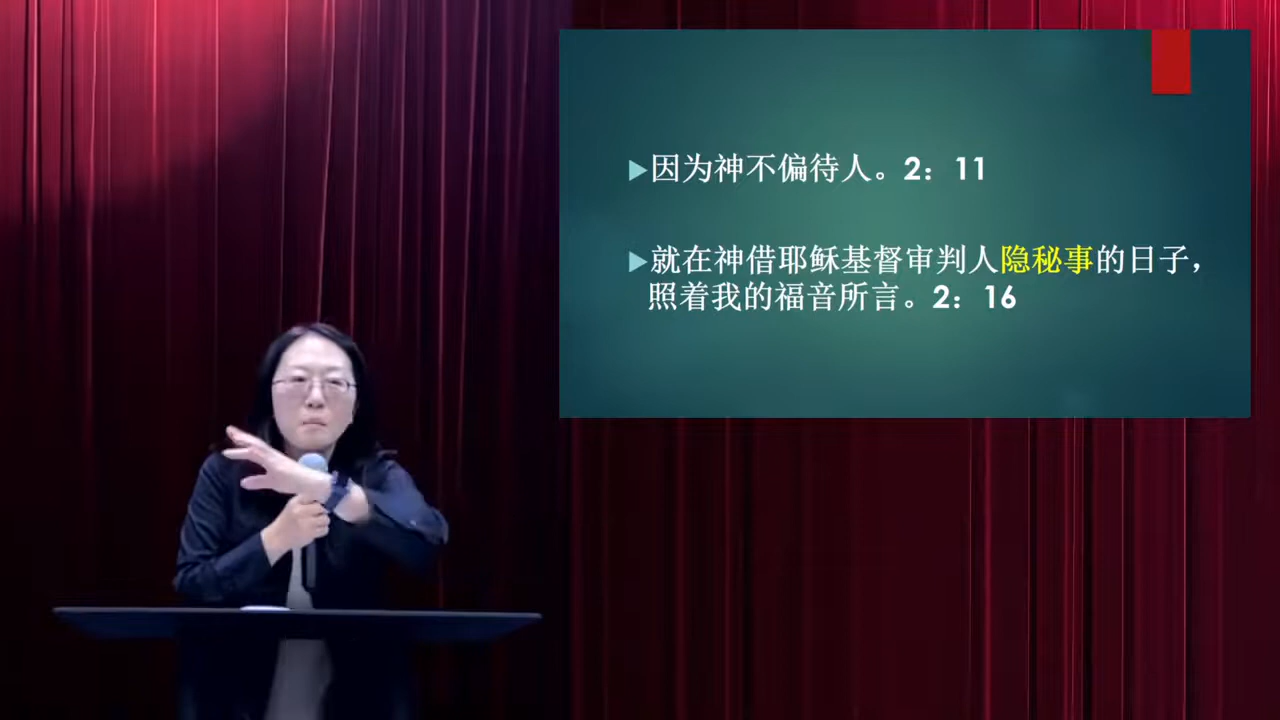 因为神不偏待人。2：11
就在神借耶稣基督审判人隐秘事的日子，
照着我的福音所言。2：16